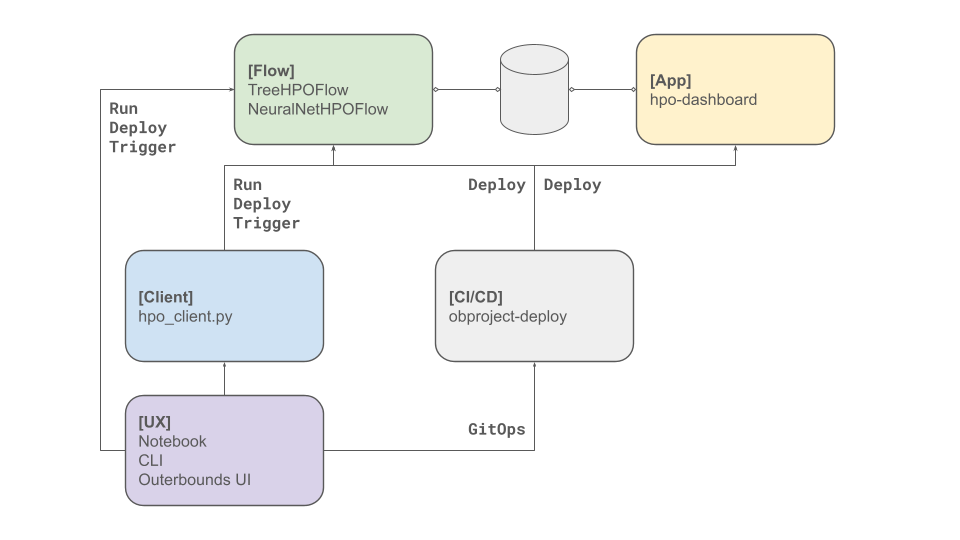 [Flow]
TreeHPOFlow
NeuralNetHPOFlow
[App]
hpo-dashboard
Run
Deploy
Trigger
Run
Deploy
Trigger
Deploy
Deploy
[Client]
hpo_client.py
[CI/CD]
obproject-deploy
[UX]
Notebook
CLI
Outerbounds UI
GitOps